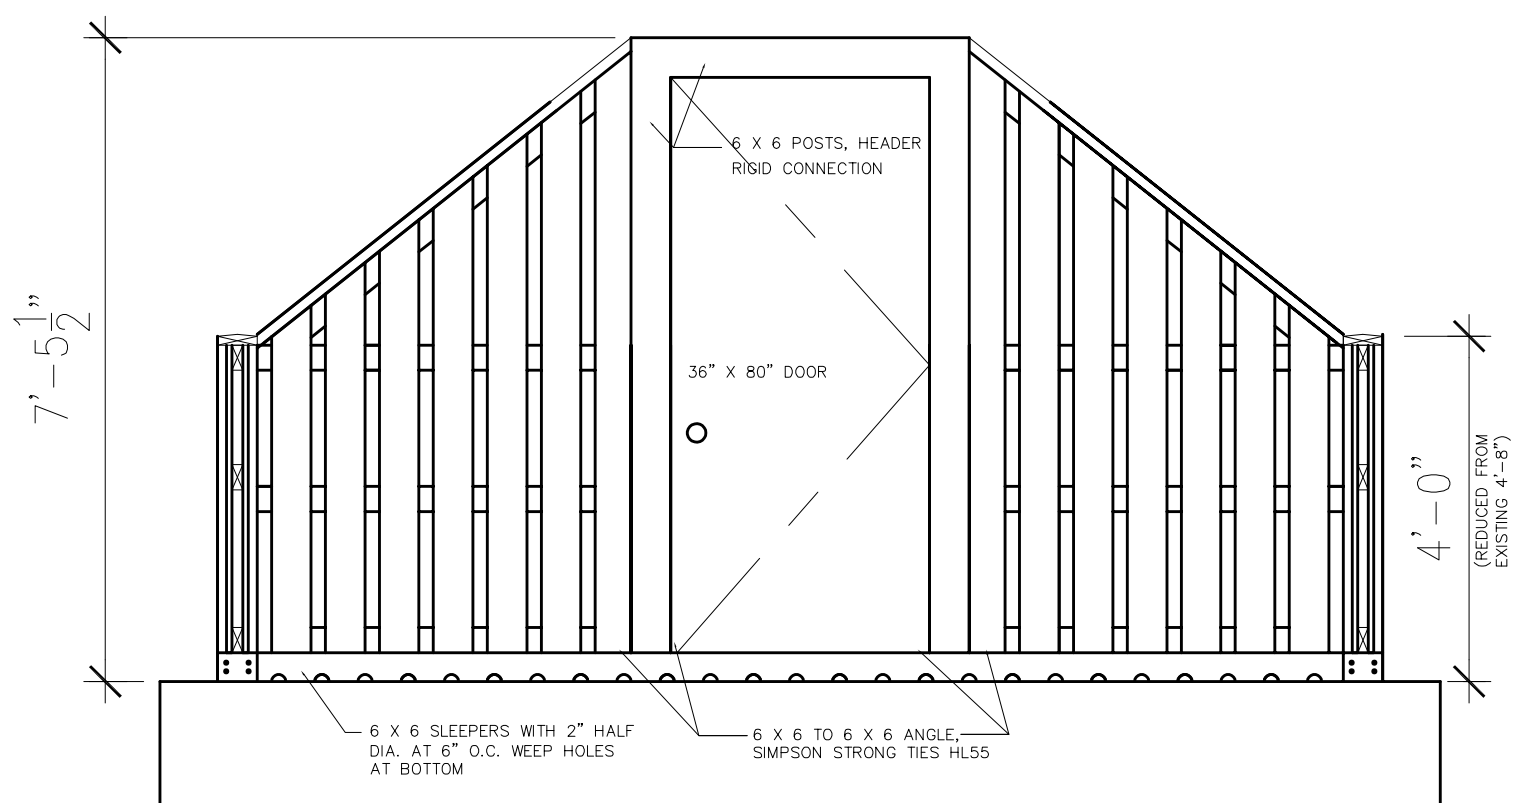 6 X 6 POSTS, HEADER
RIGID CONNECTION
7'-5 1/2"
36" X 80" DOOR
4'-0"
(REDUCED FROM
EXISTING 4'-8")
6 X 6 SLEEPERS WITH 2" HALF
DIA. AT 6" O.C. WEEP HOLES
AT BOTTOM
6 X 6 TO 6 X 6 ANGLE,
SIMPSON STRONG TIES HL55